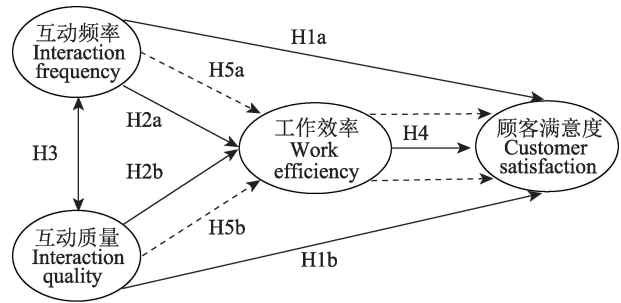 互动频率
Interaction
frequency
H1a
H5a
H2a
H3
H2b
工作效率
Work
efficiency
H4
顾客满意度
Customer
satisfaction
互动质量
Interaction
quality
H5b
H1b